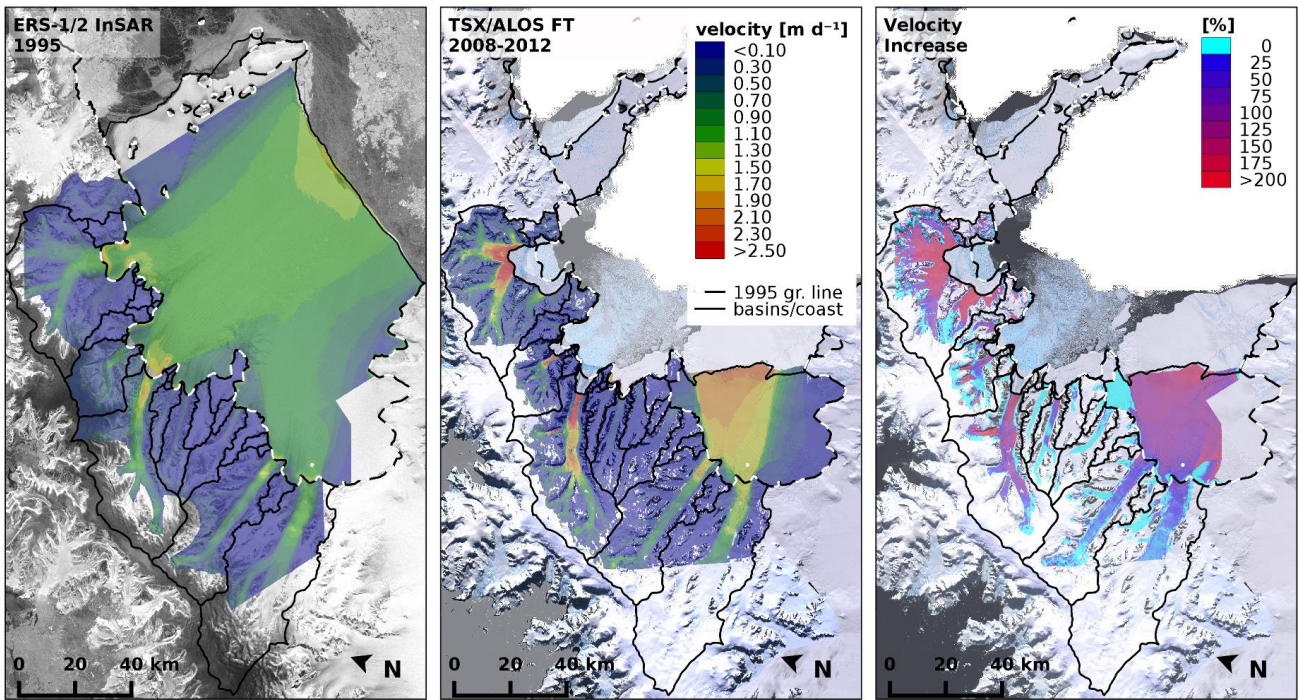 ERS-1/2 InSAR
1995
0 20 40 km
N
TSX/ALOS FT
2008-2012
velocity [m d⁻¹]
<0.10
0.30
0.50
0.70
0.90
1.10
1.30
1.50
1.70
1.90
2.10
2.30
>2.50
1995 gr. line
basins/coast
0 20 40 km
N
Velocity
Increase
[%]
0
25
50
75
100
125
150
175
>200
0 20 40 km
N